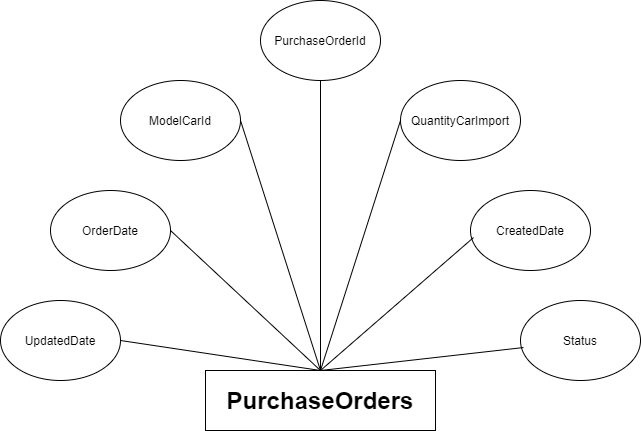 PurchaseOrderId
ModelCarId
QuantityCarImport
OrderDate
CreatedDate
UpdatedDate
Status
PurchaseOrders